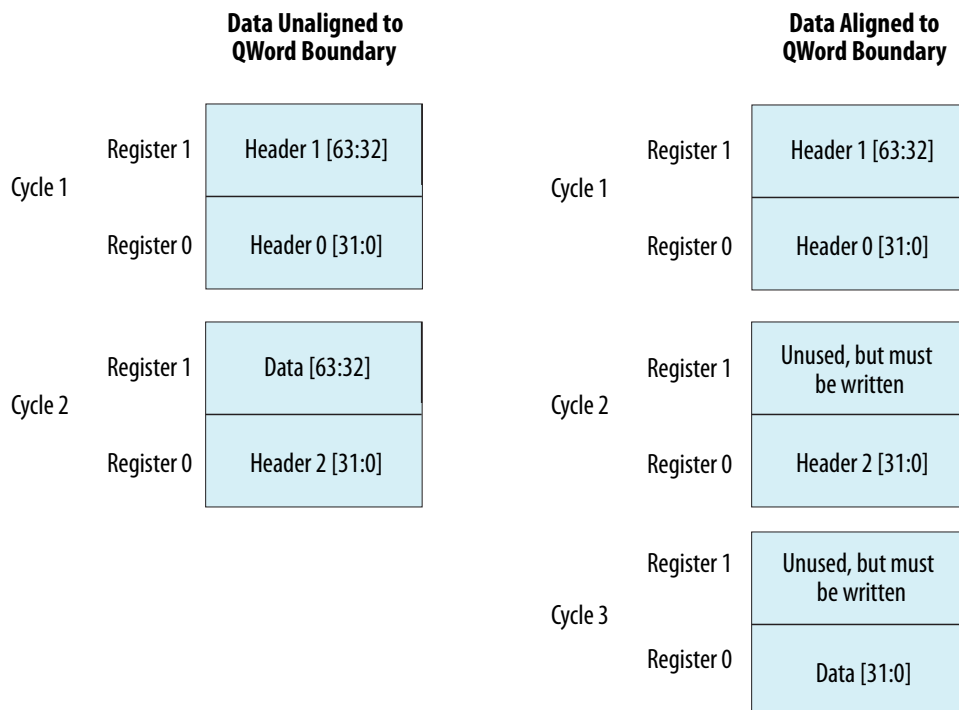 Data Unaligned to
QWord Boundary
Cycle 1
Register 1
Header 1 [63:32]
Register 0
Header 0 [31:0]
Cycle 2
Register 1
Data [63:32]
Register 0
Header 2 [31:0]
Data Aligned to
QWord Boundary
Cycle 1
Register 1
Header 1 [63:32]
Register 0
Header 0 [31:0]
Cycle 2
Register 1
Unused, but must
be written
Register 0
Header 2 [31:0]
Cycle 3
Register 1
Unused, but must
be written
Register 0
Data [31:0]